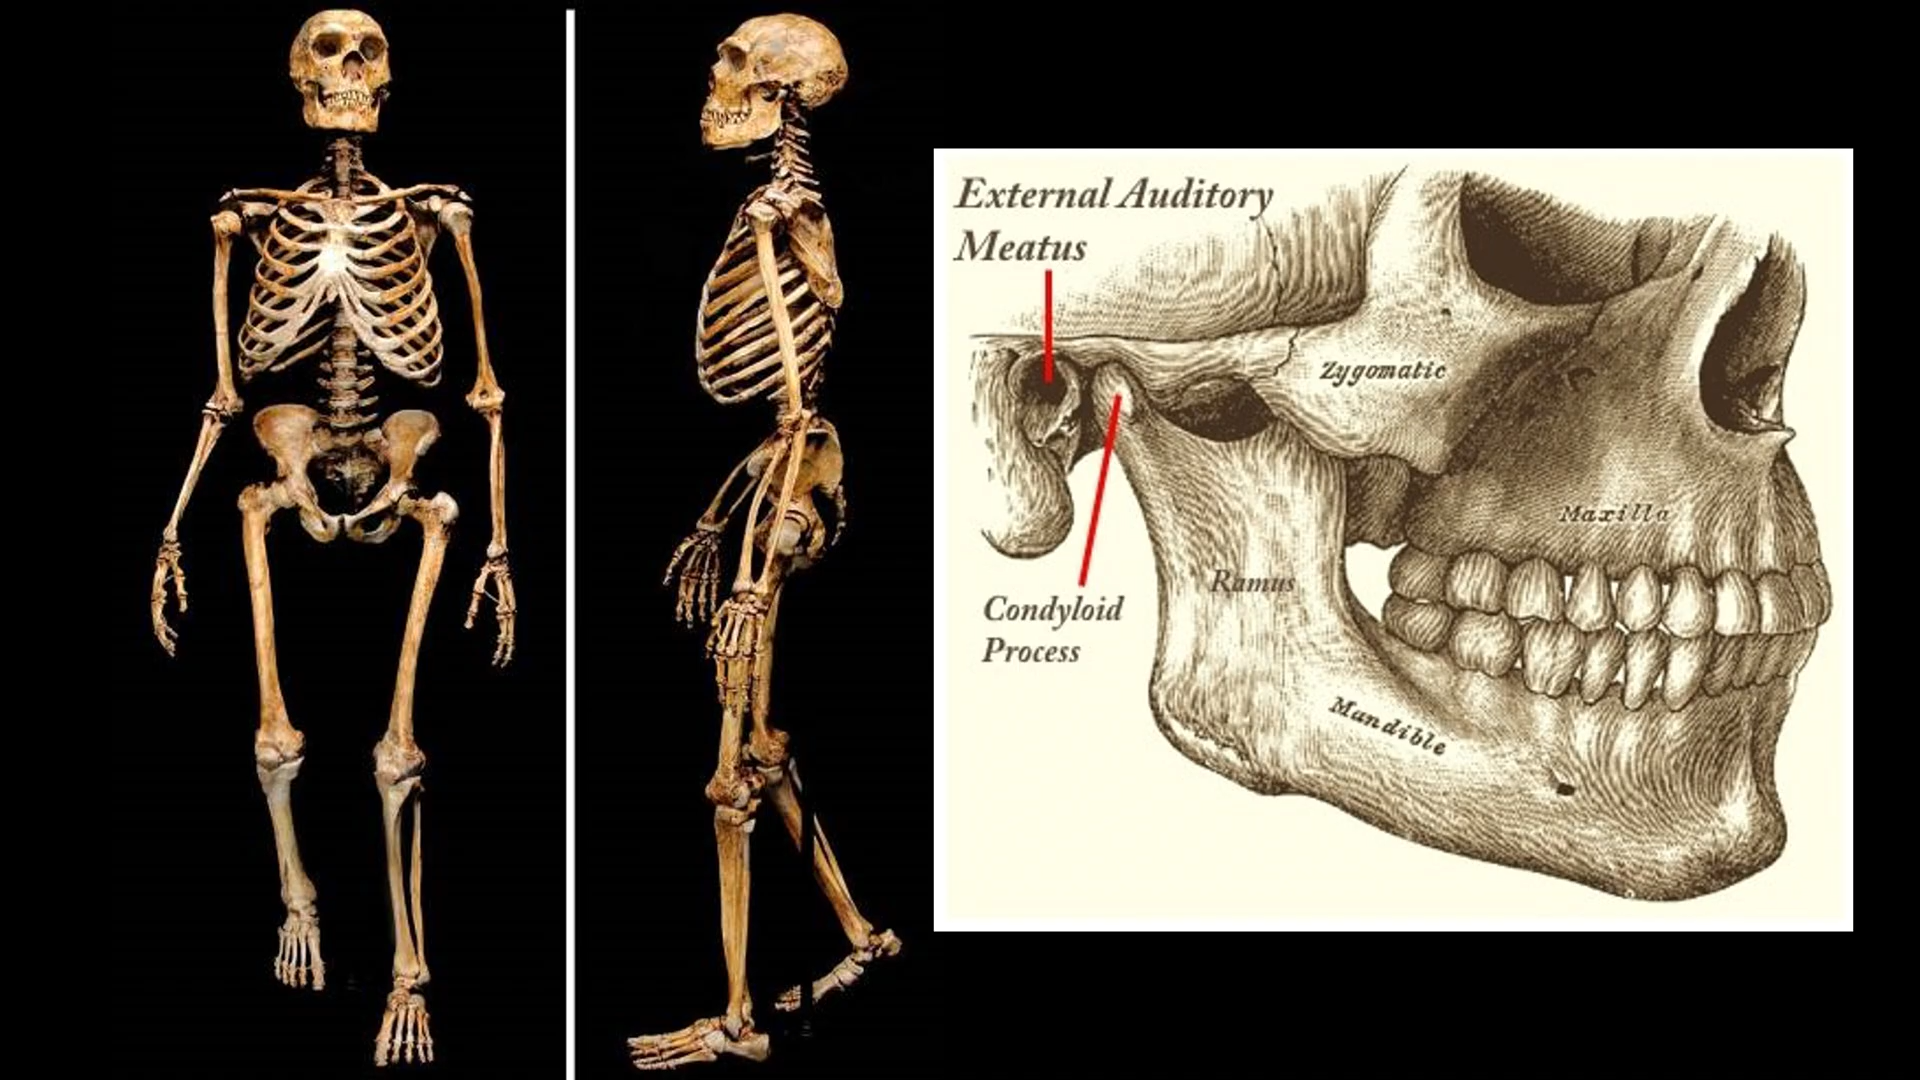 External Auditory
Meatus
Zygomatic
Maxilla
Ramus
Condyloid
Process
Mandible